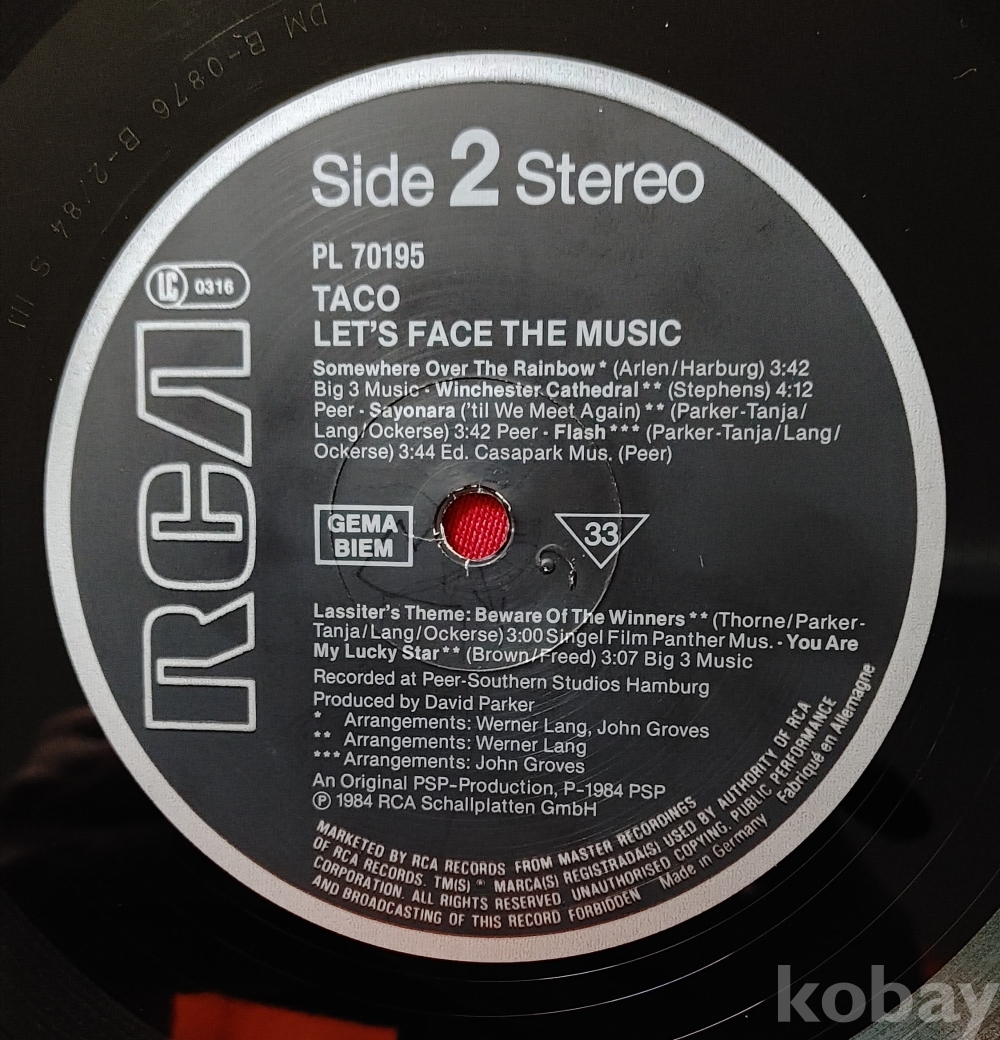 DM B-0876 B-2/84 S
Side 2 Stereo
PL 70195
LC 0316
TACO
LET'S FACE THE MUSIC
Somewhere Over The Rainbow * (Arlen/Harburg) 3:42
Big 3 Music - Winchester Cathedral ** (Stephens) 4:12
Peer - Sayonara ('til We Meet Again) ** (Parker-Tanja/
Lang/Ockerse) 3:42 Peer - Flash *** (Parker-Tanja/Lang/
Ockerse) 3:44 Ed. Casapark Mus. (Peer)
RCA
GEMA
BIEM
33
Lassiter's Theme: Beware Of The Winners ** (Thorne/Parker-
Tanja/Lang/Ockerse) 3:00 Singel Film Panther Mus. - You Are
My Lucky Star ** (Brown/Freed) 3:07 Big 3 Music
Recorded at Peer-Southern Studios Hamburg
Produced by David Parker
* Arrangements: Werner Lang, John Groves
** Arrangements: Werner Lang
*** Arrangements: John Groves
An Original PSP-Production, P-1984 PSP
℗ 1984 RCA Schallplatten GmbH
MARKETED BY RCA RECORDS FROM MASTER RECORDINGS
OF RCA RECORDS. TM(S) ® MARCA(S) REGISTRADA(S) USED BY AUTHORITY OF RCA
CORPORATION. ALL RIGHTS RESERVED. UNAUTHORISED COPYING, PUBLIC PERFORMANCE
AND BROADCASTING OF THIS RECORD FORBIDDEN Made in Germany Fabriqué en Allemagne
kobay